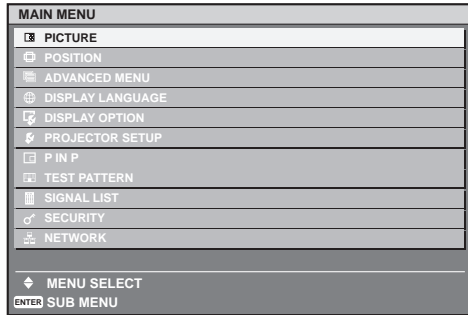 MAIN MENU
PICTURE
POSITION
ADVANCED MENU
DISPLAY LANGUAGE
DISPLAY OPTION
PROJECTOR SETUP
P IN P
TEST PATTERN
SIGNAL LIST
SECURITY
NETWORK
MENU SELECT
ENTER SUB MENU